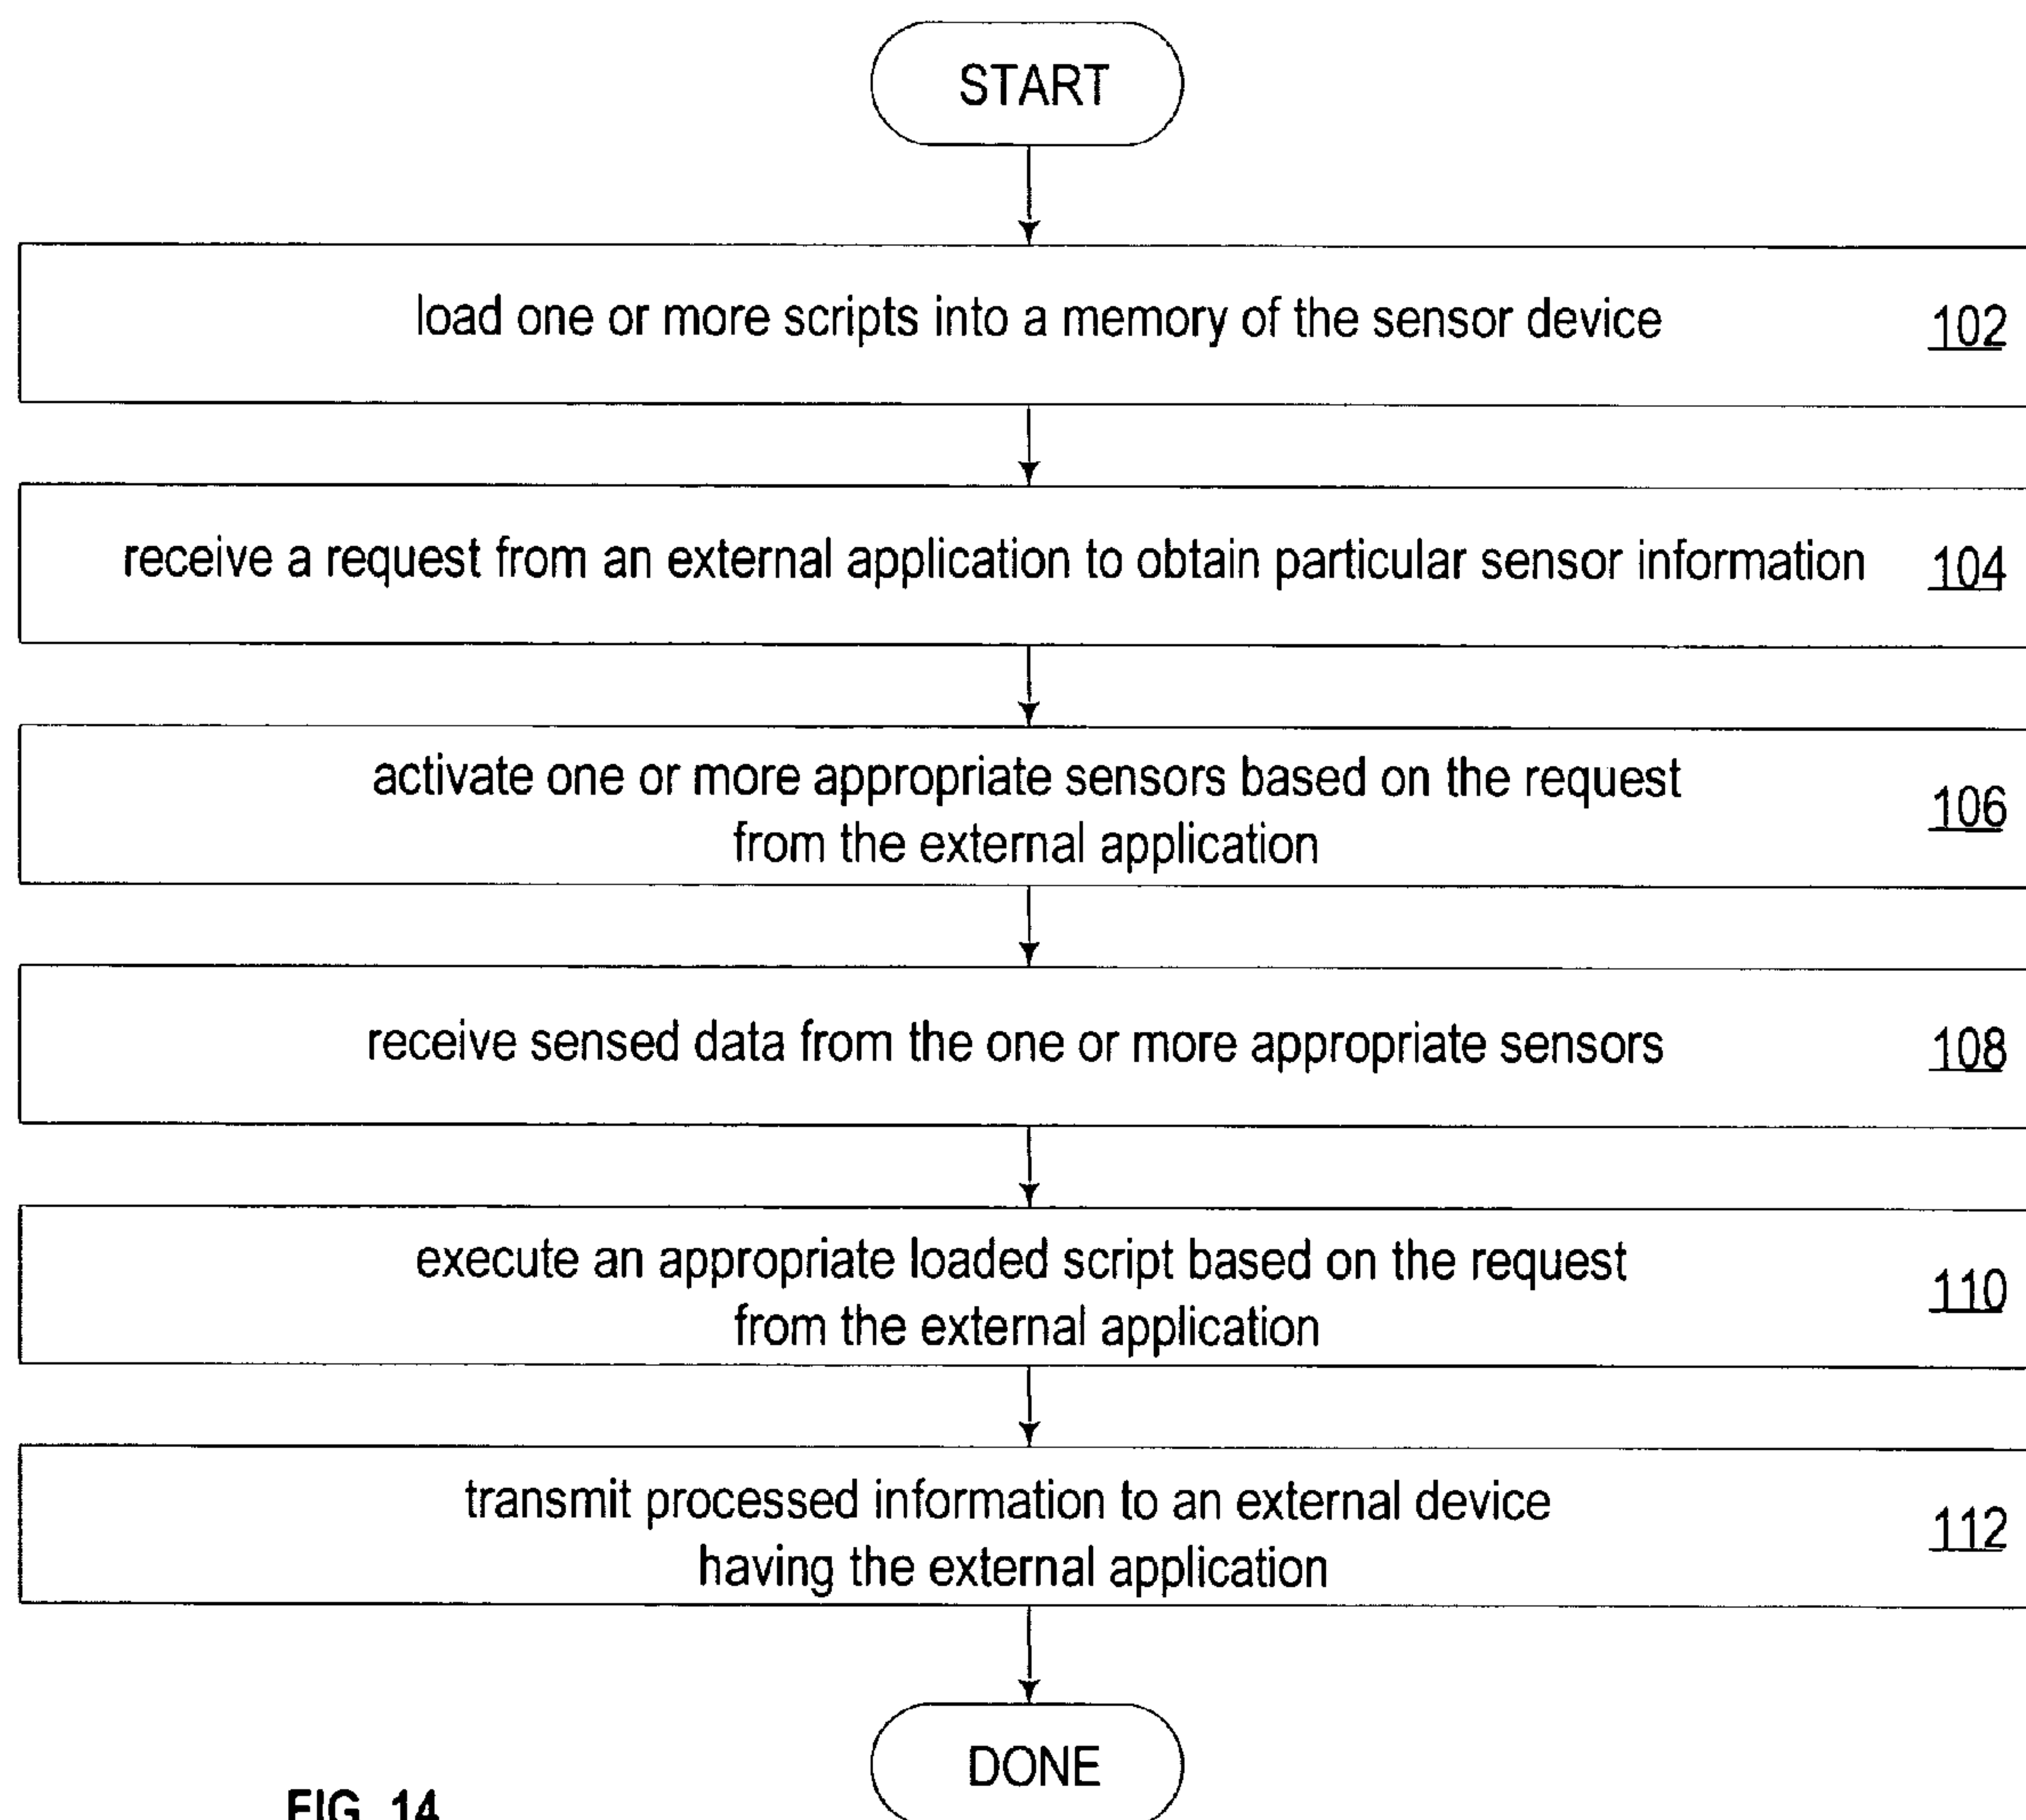 START
load one or more scripts into a memory of the sensor device 102
receive a request from an external application to obtain particular sensor information 104
activate one or more appropriate sensors based on the request
from the external application
106
receive sensed data from the one or more appropriate sensors 108
execute an appropriate loaded script based on the request
from the external application
110
transmit processed information to an external device
having the external application
112
DONE
FIG. 14